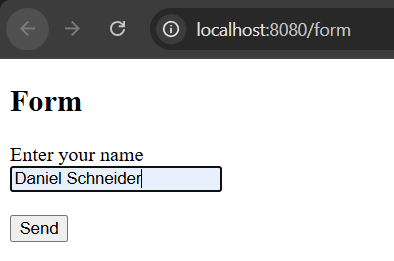 localhost:8080/form
Form
Enter your name
Daniel Schneider
Send